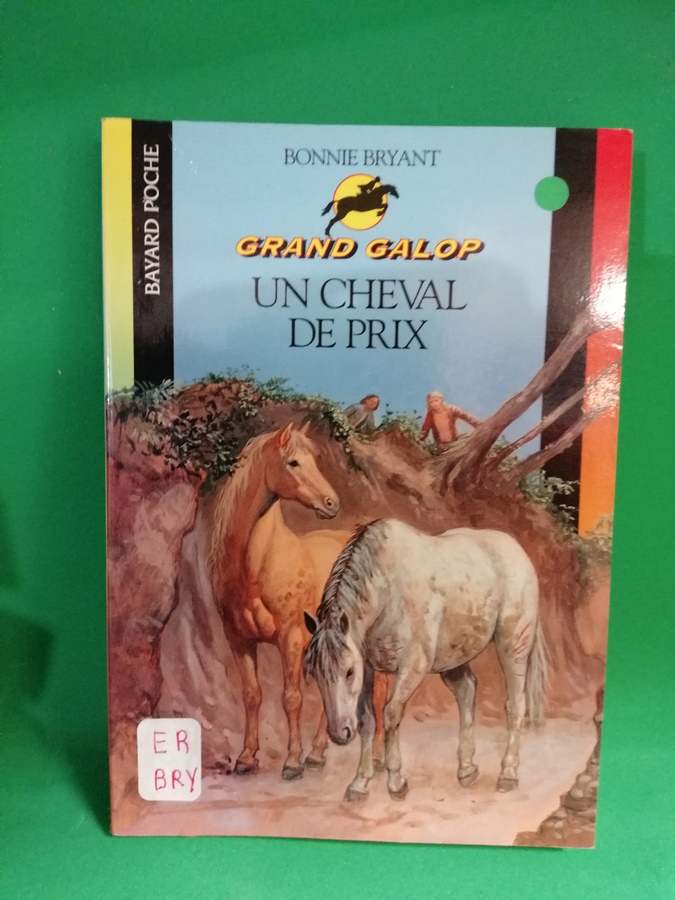 BAYARD POCHE
BONNIE BRYANT
GRAND GALOP
UN CHEVAL
DE PRIX
ER
BRY